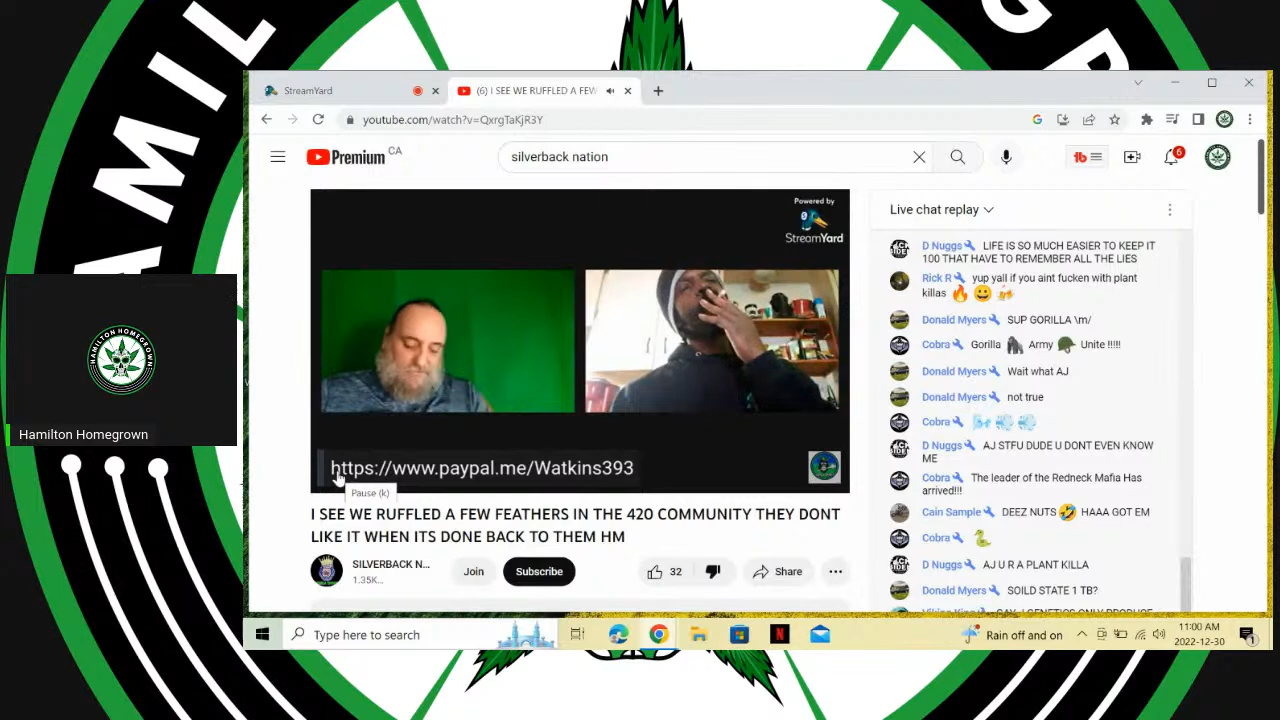 AMIL
StreamYard
(6) I SEE WE RUFFLED A FEW
youtube.com/watch?v=QxrgTaKjR3Y
Premium CA
silverback nation
6
Powered by
StreamYard
https://www.paypal.me/Watkins393
Pause (k)
I SEE WE RUFFLED A FEW FEATHERS IN THE 420 COMMUNITY THEY DONT
LIKE IT WHEN ITS DONE BACK TO THEM HM
SILVERBACK N...
1.35K...
Join
Subscribe
32
Share
Live chat replay
D Nuggs LIFE IS SO MUCH EASIER TO KEEP IT
100 THAT HAVE TO REMEMBER ALL THE LIES
Rick R yup yall if you aint fucken with plant
killas 🔥 😀 🍻
Donald Myers SUP GORILLA \m/
Cobra Gorilla 🦍 Army 🪖 Unite !!!!!
Donald Myers Wait what AJ
Donald Myers not true
Cobra 🌬️ 💨 💨
D Nuggs AJ STFU DUDE U DONT EVEN KNOW
ME
Cobra The leader of the Redneck Mafia Has
arrived!!!
Cain Sample DEEZ NUTS 🤣 HAAA GOT EM
Cobra 🐍
D Nuggs AJ U R A PLANT KILLA
Donald Myers SOILD STATE 1 TB?
HAMILTON HOMEGROWN
Hamilton Homegrown
Type here to search
Rain off and on
11:00 AM
2022-12-30
1